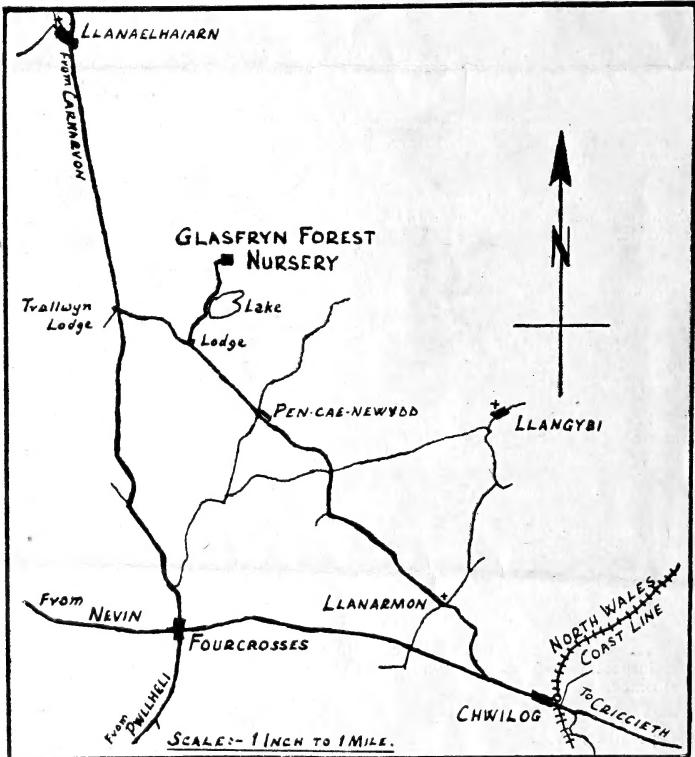 LLANAELHAIARN
From CARNARVON
GLASFRYN FOREST
NURSERY
N
Trallwyn
Lodge
Lake
Lodge
PEN-CAE-NEWYDD
LLANGYBI
From
NEVIN
LLANARMON
NORTH WALES
COAST LINE
FOURCROSSES
CHWILOG
TO CRICCIETH
From PWLLHELI
SCALE:- 1 INCH TO 1 MILE.